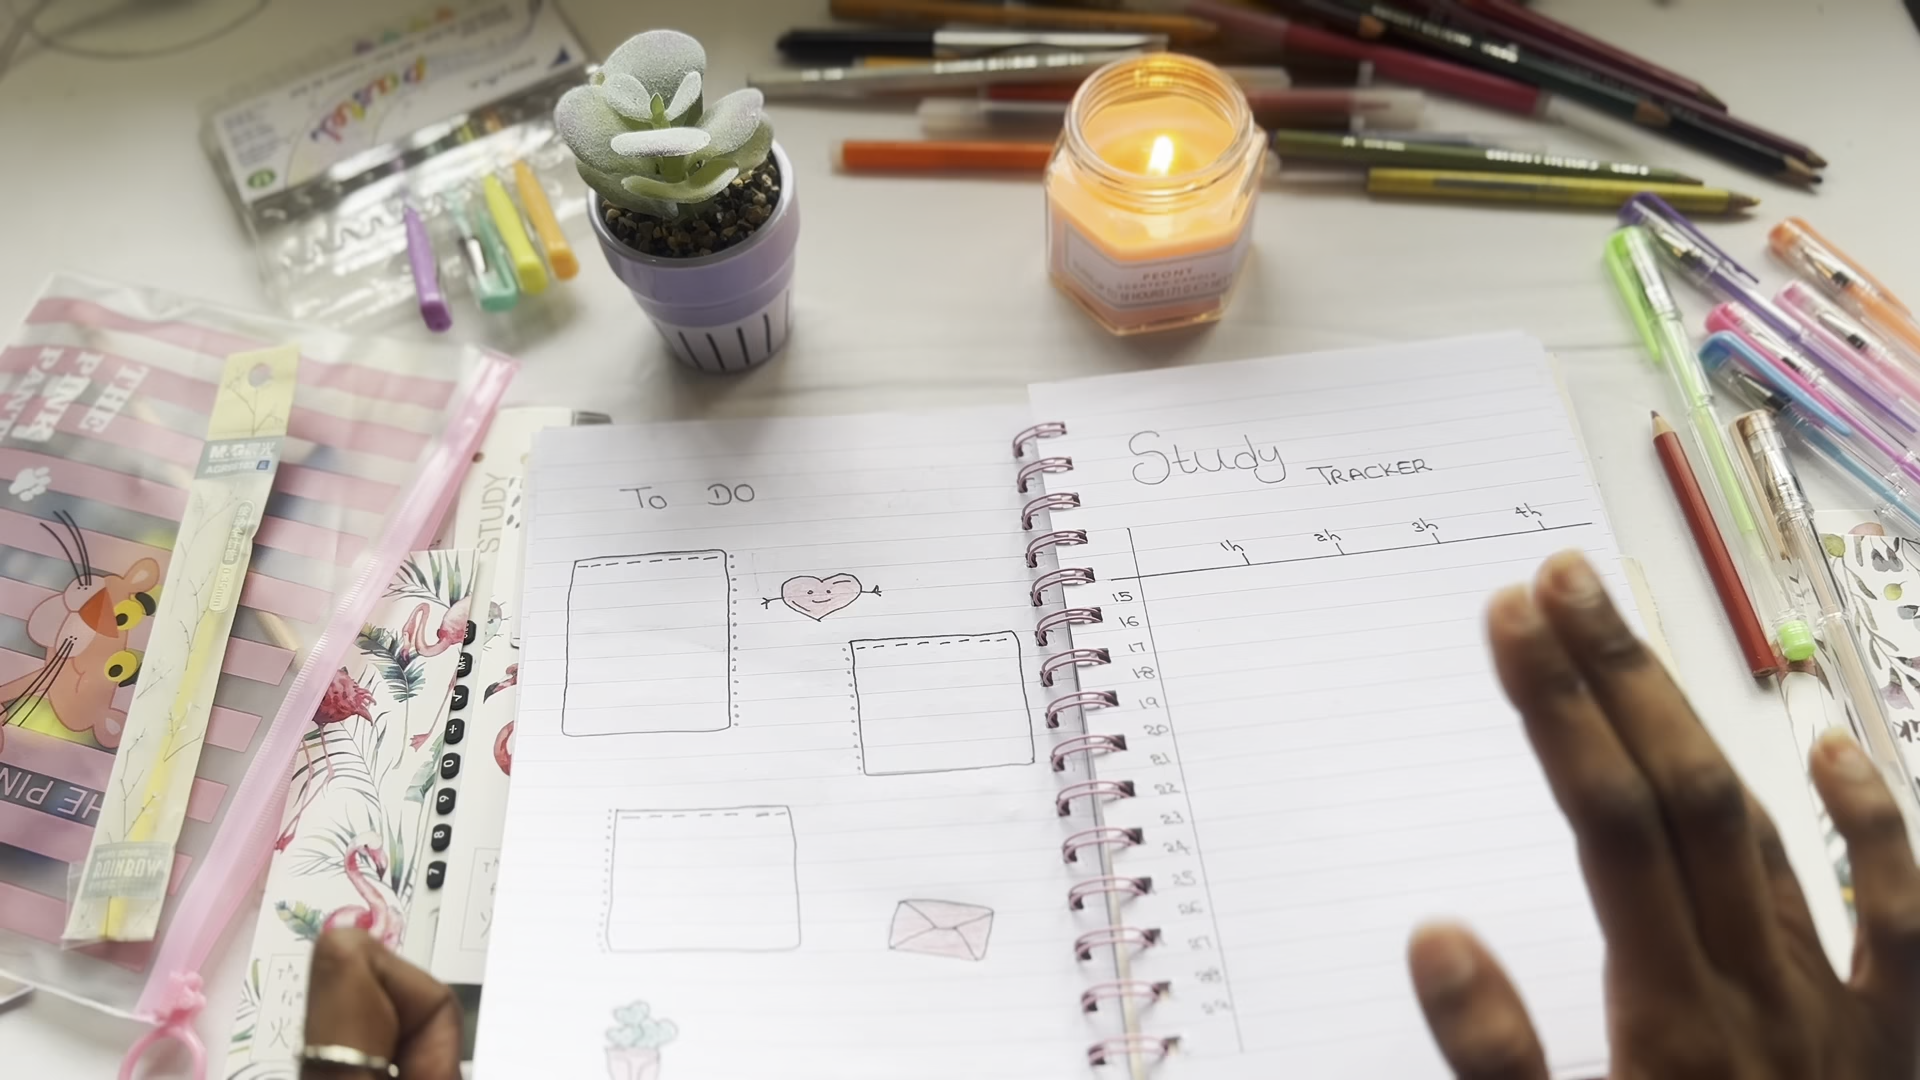 THE
PINK
PANT
M&G
STUDY
THE PIN
M+
√
+
0
9
8
7
PEONY
SCENTED CANDLE
To DO
Study TRACKER
1h 2h 3h 4h
15
16
17
18
19
20
21
22
23
24
25
26
27
28
29